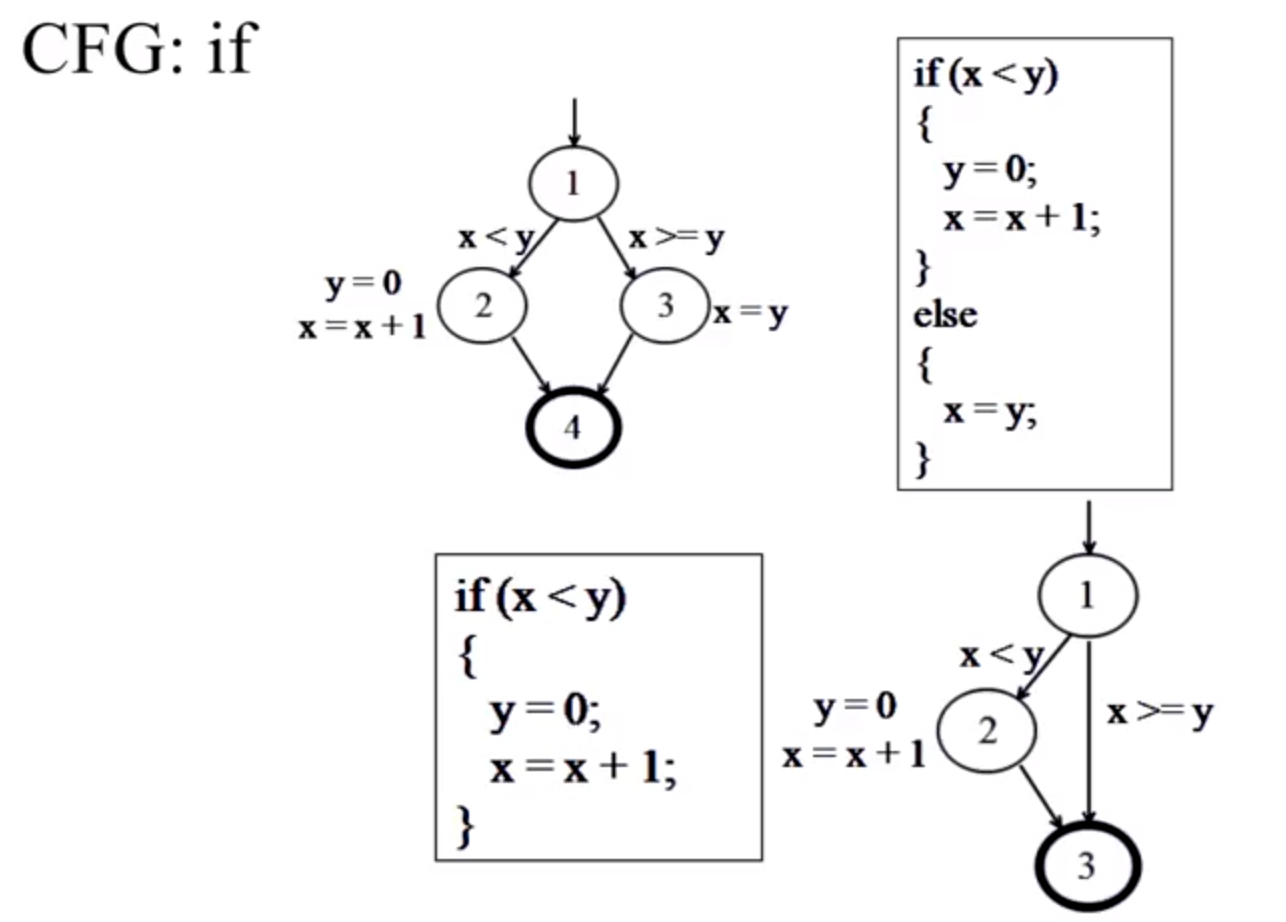 CFG: if
1
x < y
x >= y
y = 0
x = x + 1
2
3
x = y
4
if (x < y)
{
y = 0;
x = x + 1;
}
else
{
x = y;
}
if (x < y)
{
y = 0;
x = x + 1;
}
1
x < y
x >= y
y = 0
x = x + 1
2
3